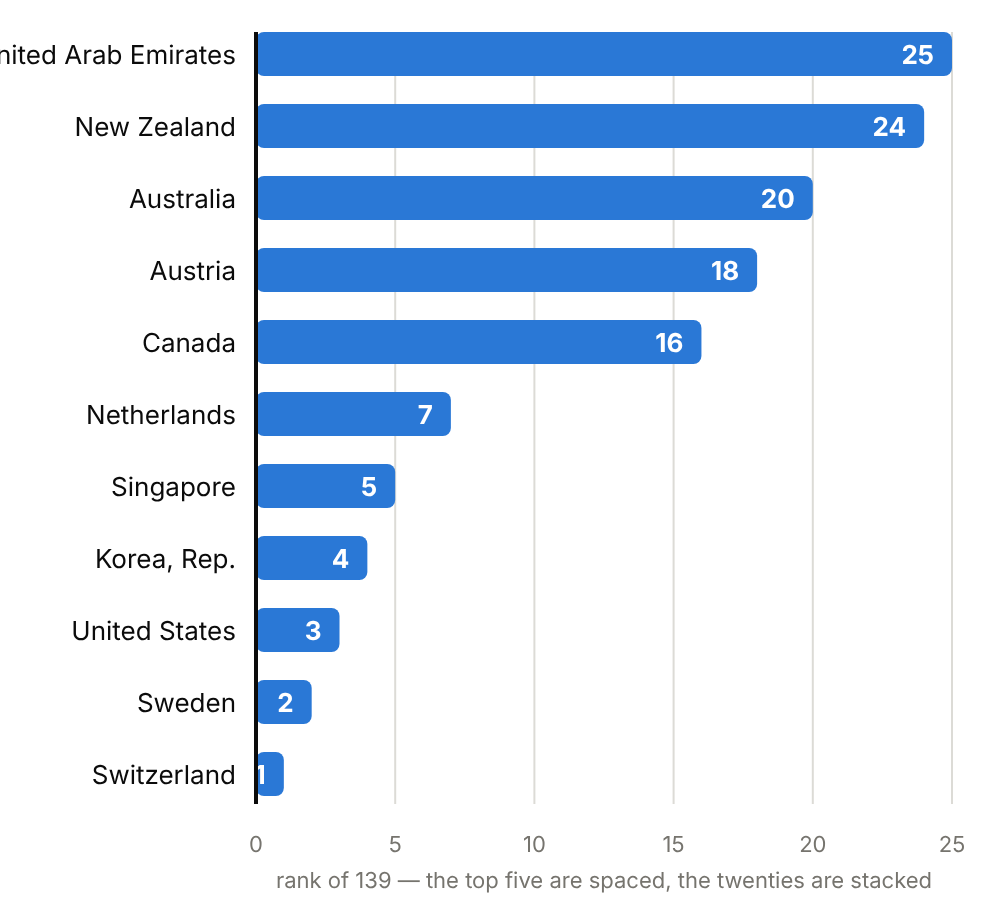 nited Arab Emirates 25
New Zealand 24
Australia 20
Austria 18
Canada 16
Netherlands 7
Singapore 5
Korea, Rep. 4
United States 3
Sweden 2
Switzerland 1
0 5 10 15 20 25
rank of 139 — the top five are spaced, the twenties are stacked